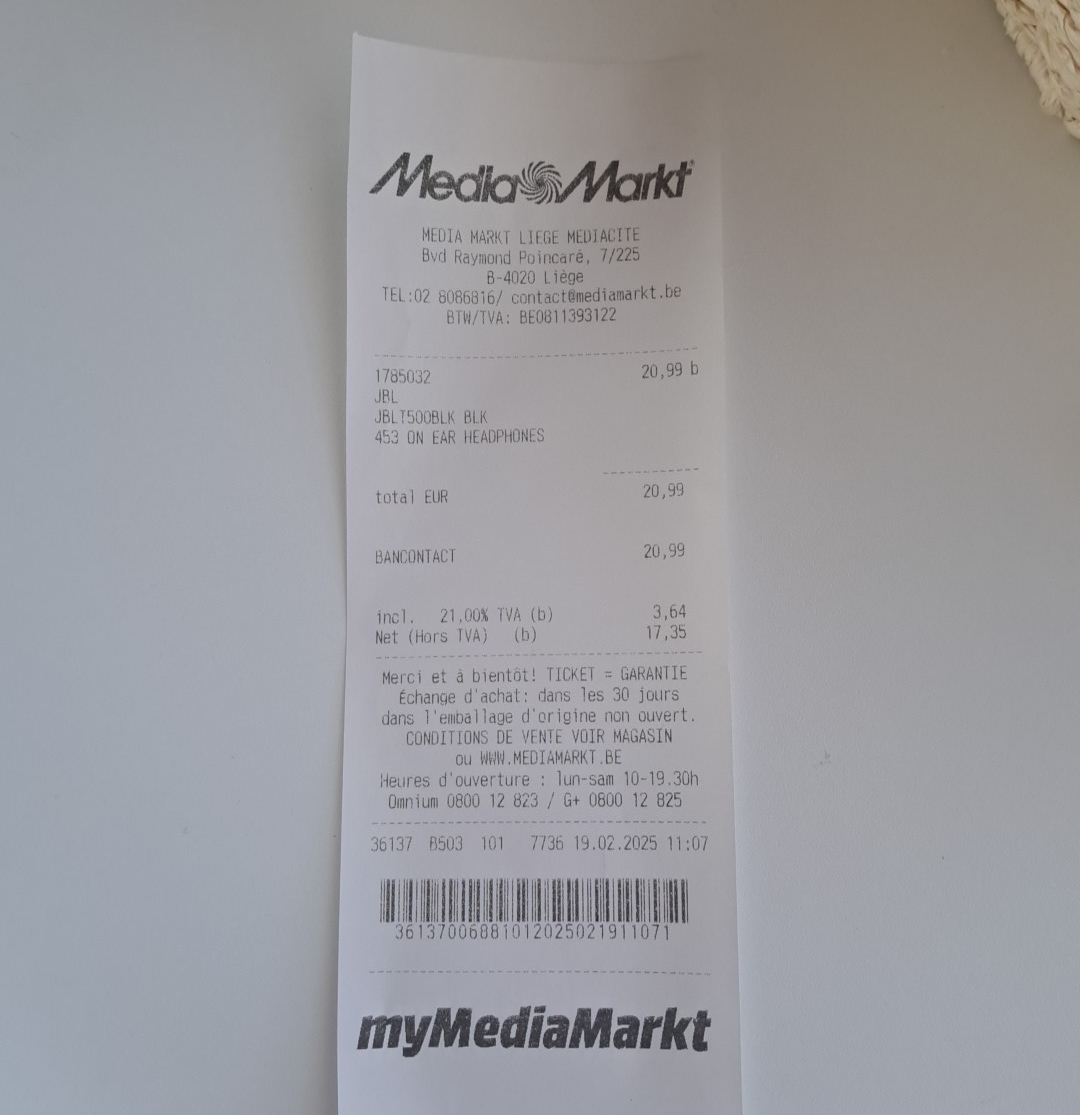 Media Markt
MEDIA MARKT LIEGE MEDIACITE
Bvd Raymond Poincaré, 7/225
B-4020 Liège
TEL:02 8086816/ contact@mediamarkt.be
BTW/TVA: BE0811393122
1785032 20,99 b
JBL
JBLT500BLK BLK
453 ON EAR HEADPHONES
total EUR 20,99
BANCONTACT 20,99
incl. 21,00% TVA (b) 3,64
Net (Hors TVA) (b) 17,35
Merci et à bientôt! TICKET = GARANTIE
Échange d'achat: dans les 30 jours
dans l'emballage d'origine non ouvert.
CONDITIONS DE VENTE VOIR MAGASIN
ou WWW.MEDIAMARKT.BE
Heures d'ouverture : lun-sam 10-19.30h
Omnium 0800 12 823 / G+ 0800 12 825
36137 B503 101 7736 19.02.2025 11:07
36137006881012025021911071
myMediaMarkt